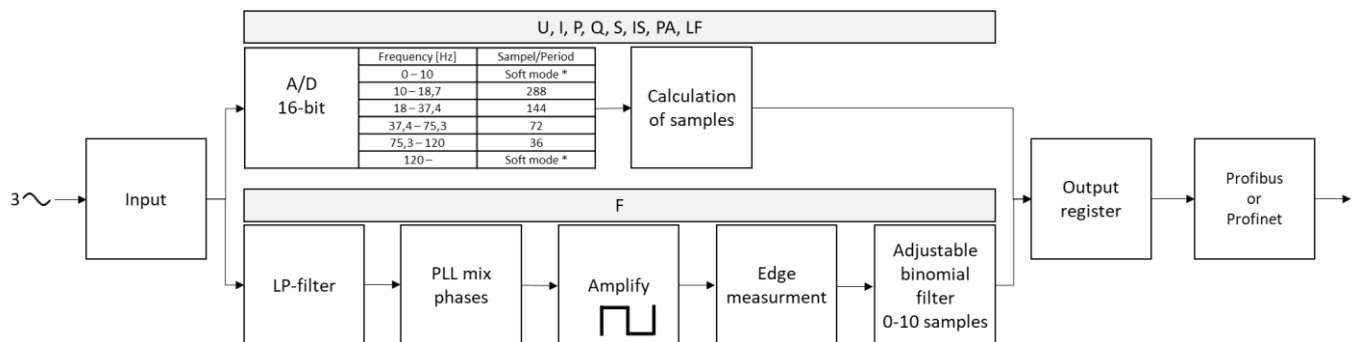 U, I, P, Q, S, IS, PA, LF
A/D
16-bit
Frequency [Hz] Sampel/Period
0 – 10 Soft mode *
10 – 18,7 288
18 – 37,4 144
37,4 – 75,3 72
75,3 – 120 36
120 – Soft mode *
Calculation
of samples
3
Input
F
LP-filter
PLL mix
phases
Amplify
Edge
measurment
Adjustable
binomial
filter
0-10 samples
Output
register
Profibus
or
Profinet